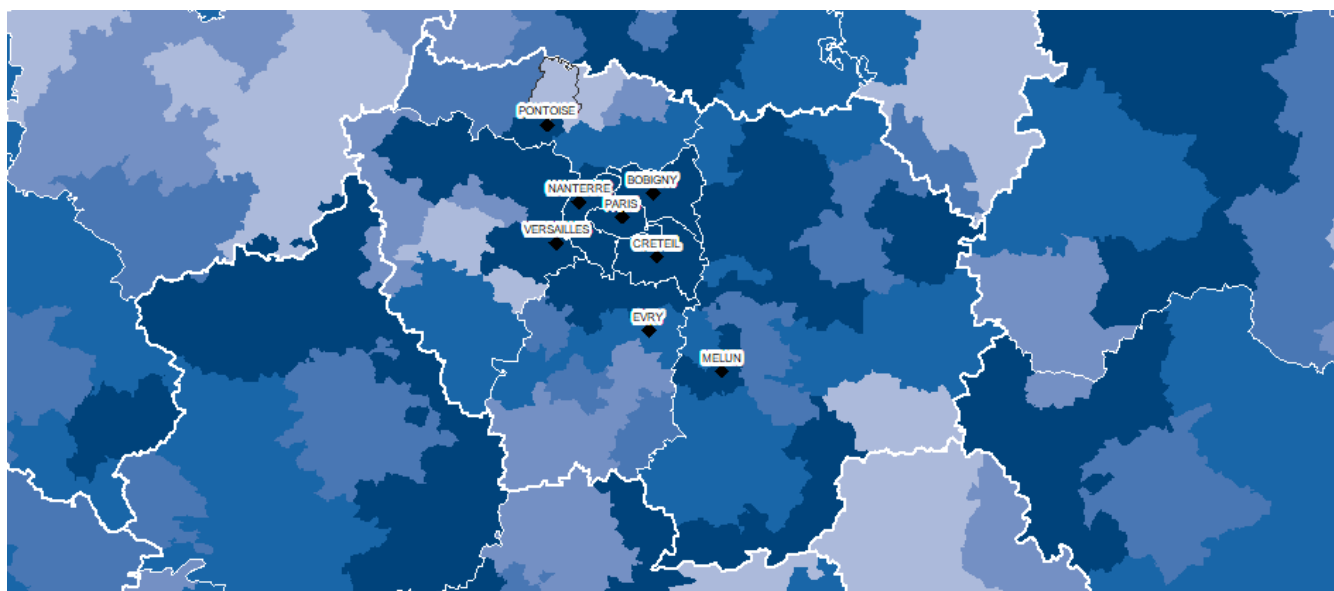 PONTOISE
BOBIGNY
NANTERRE
PARIS
VERSAILLES
CRETEIL
EVRY
MELUN